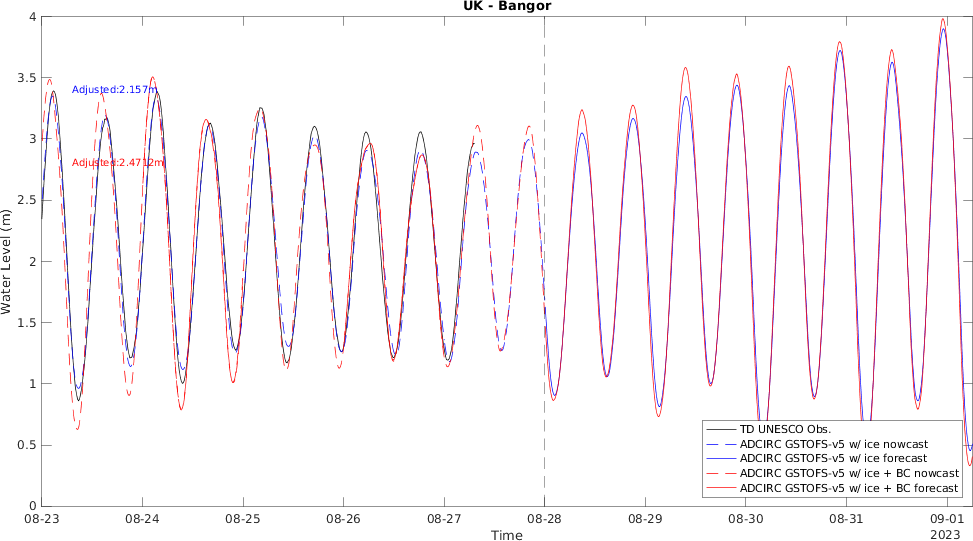 UK - Bangor
4
3.5
3
2.5
2
1.5
1
0.5
0
Water Level (m)
Adjusted:2.157m
Adjusted:2.4712m
TD UNESCO Obs.
ADCIRC GSTOFS-v5 w/ ice nowcast
ADCIRC GSTOFS-v5 w/ ice forecast
ADCIRC GSTOFS-v5 w/ ice + BC nowcast
ADCIRC GSTOFS-v5 w/ ice + BC forecast
08-23 08-24 08-25 08-26 08-27 08-28 08-29 08-30 08-31 09-01
2023
Time